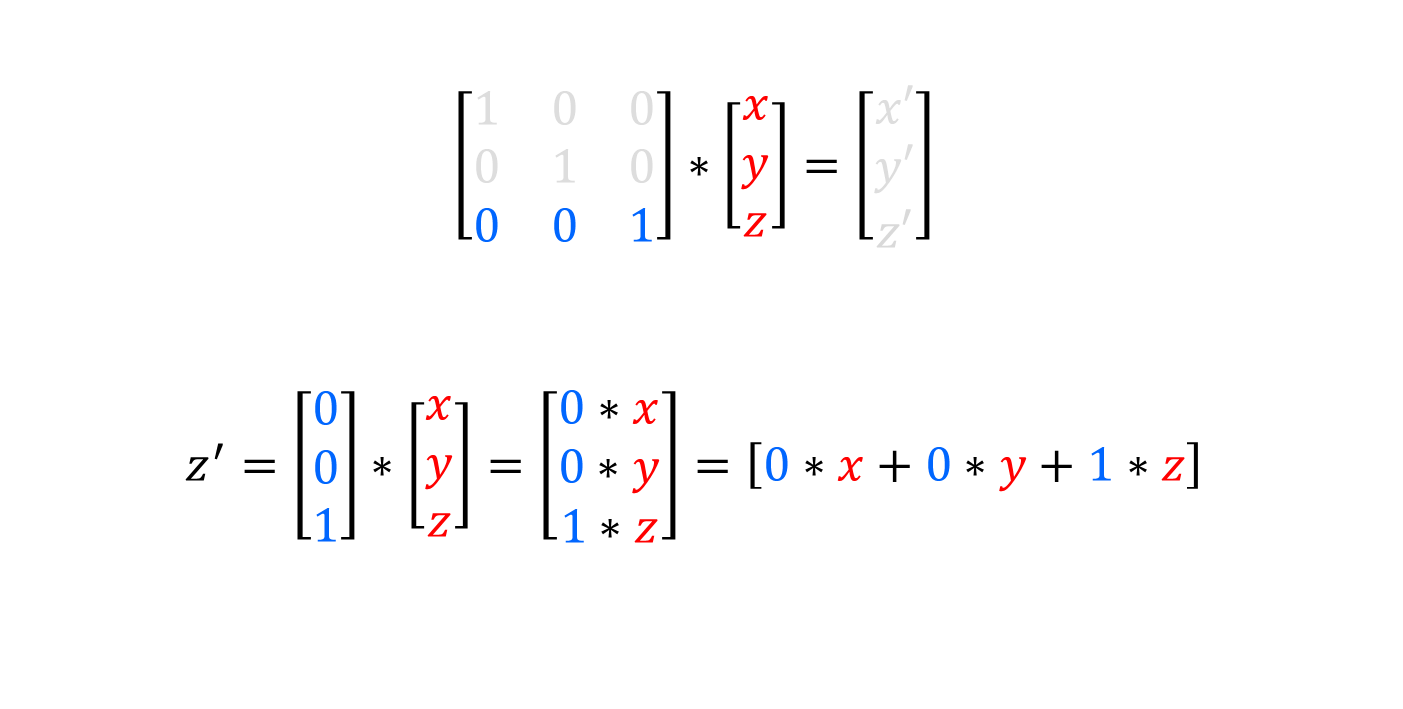 [1 0 0] [x] [x′]
[0 1 0] * [y] = [y′]
[0 0 1] [z] [z′]
[0] [x] [0 * x]
z′ = [0] * [y] = [0 * y] = [0 * x + 0 * y + 1 * z]
[1] [z] [1 * z]